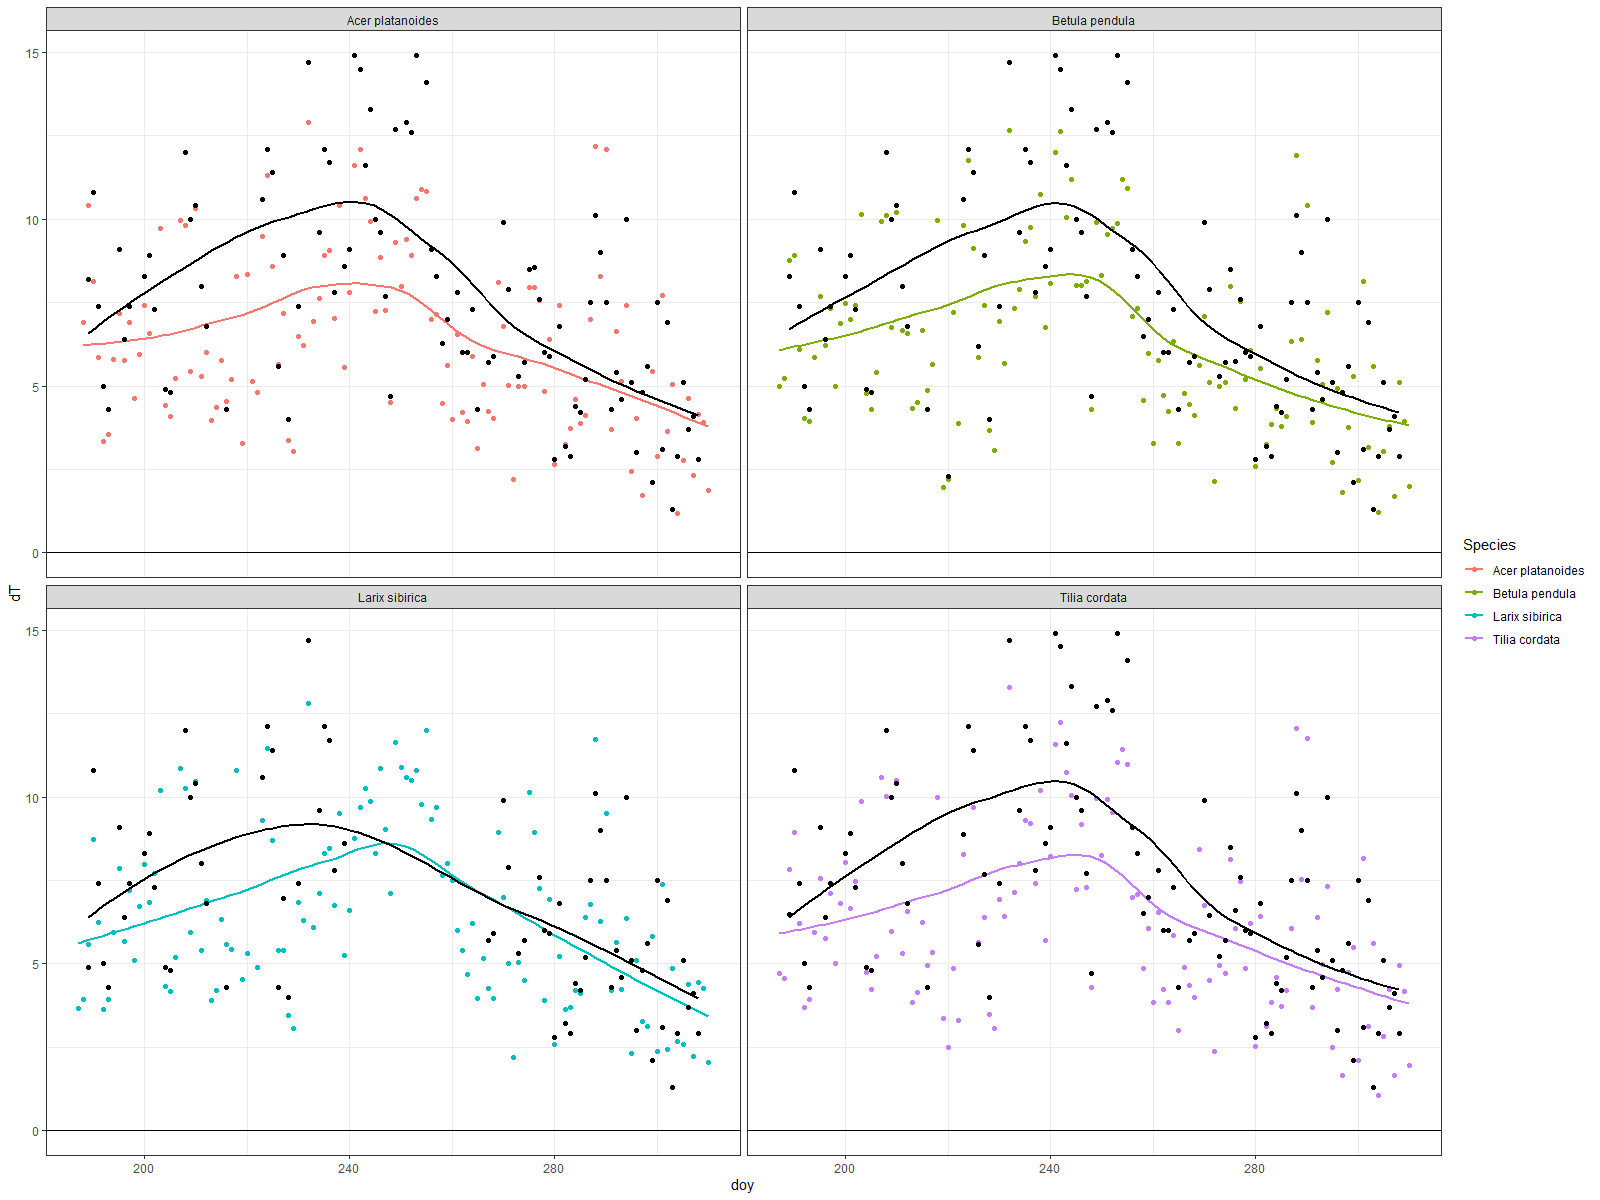 Acer platanoides
Betula pendula
15
10
5
0
dT
Larix sibirica
Tilia cordata
15
10
5
0
200
240
280
200
240
280
doy
Species
Acer platanoides
Betula pendula
Larix sibirica
Tilia cordata